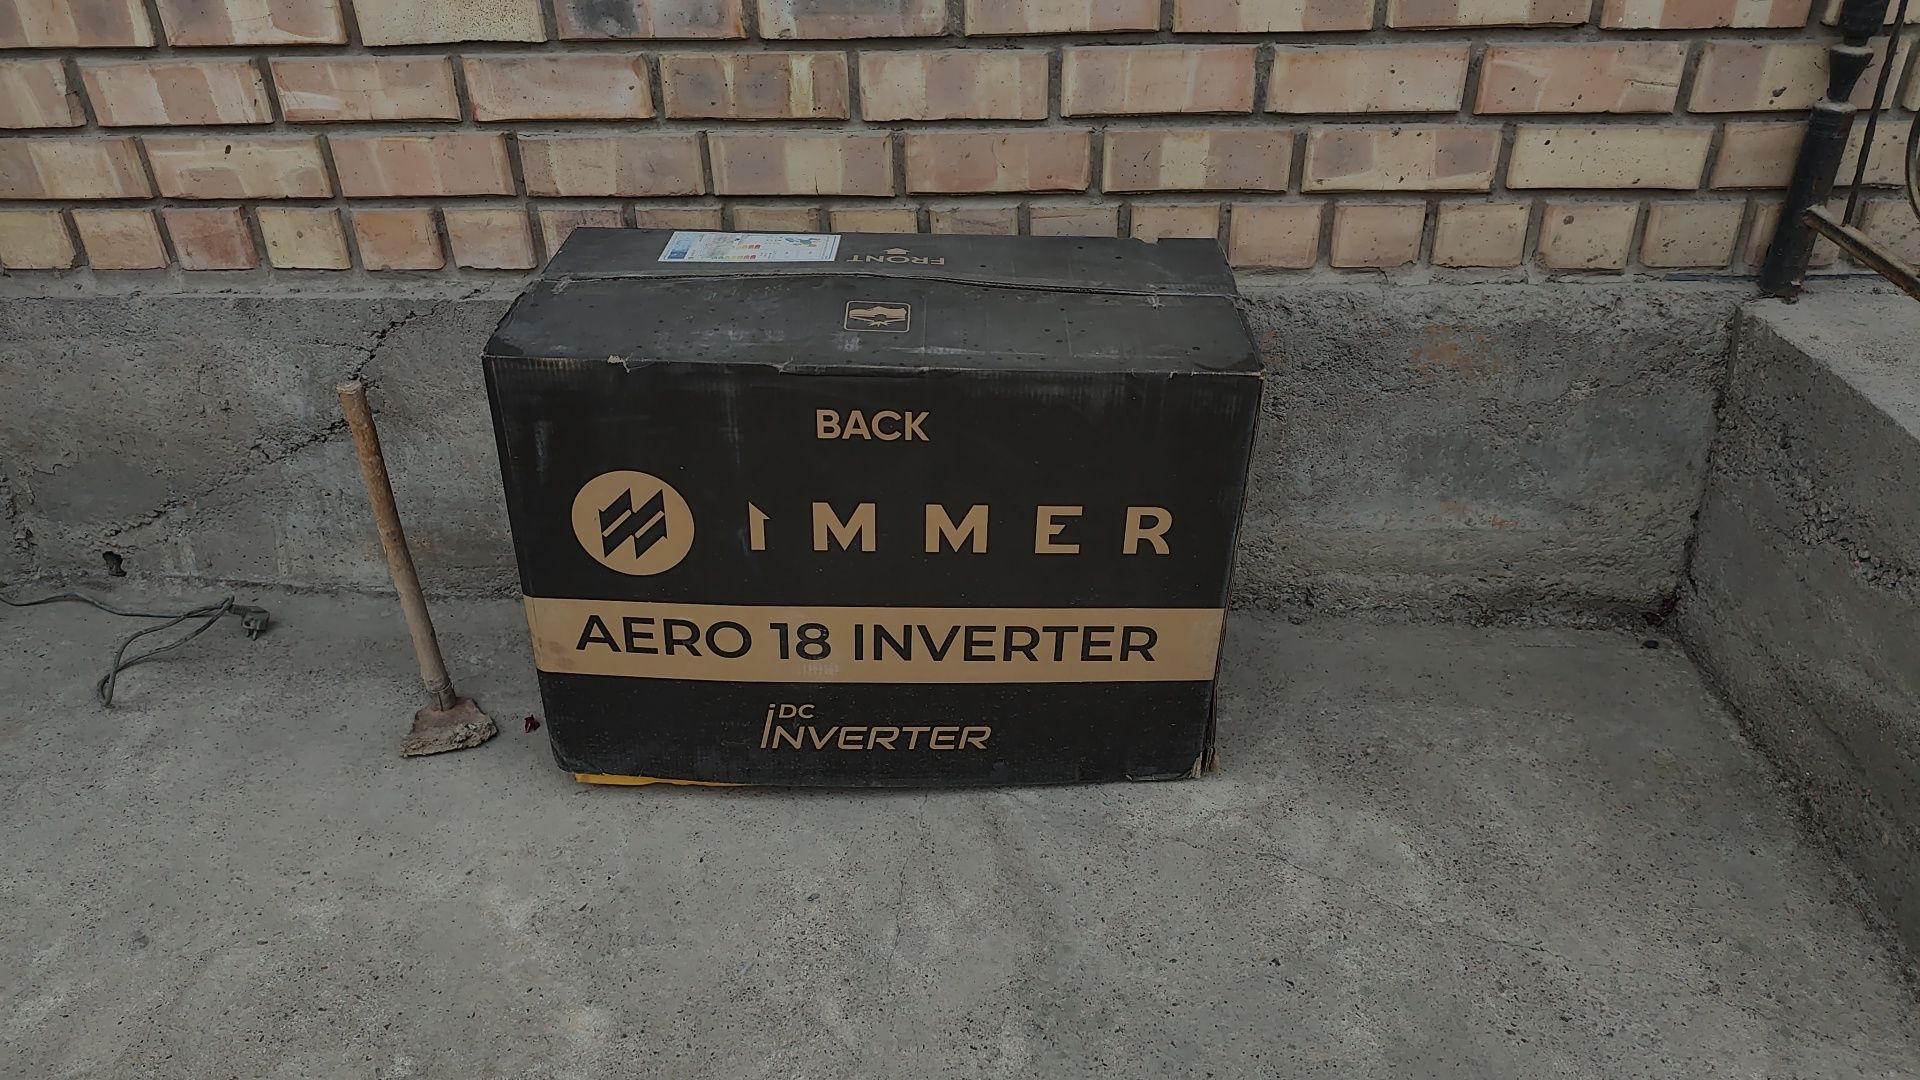 FRONT
BACK
IMMER
AERO 18 INVERTER
DC
INVERTER